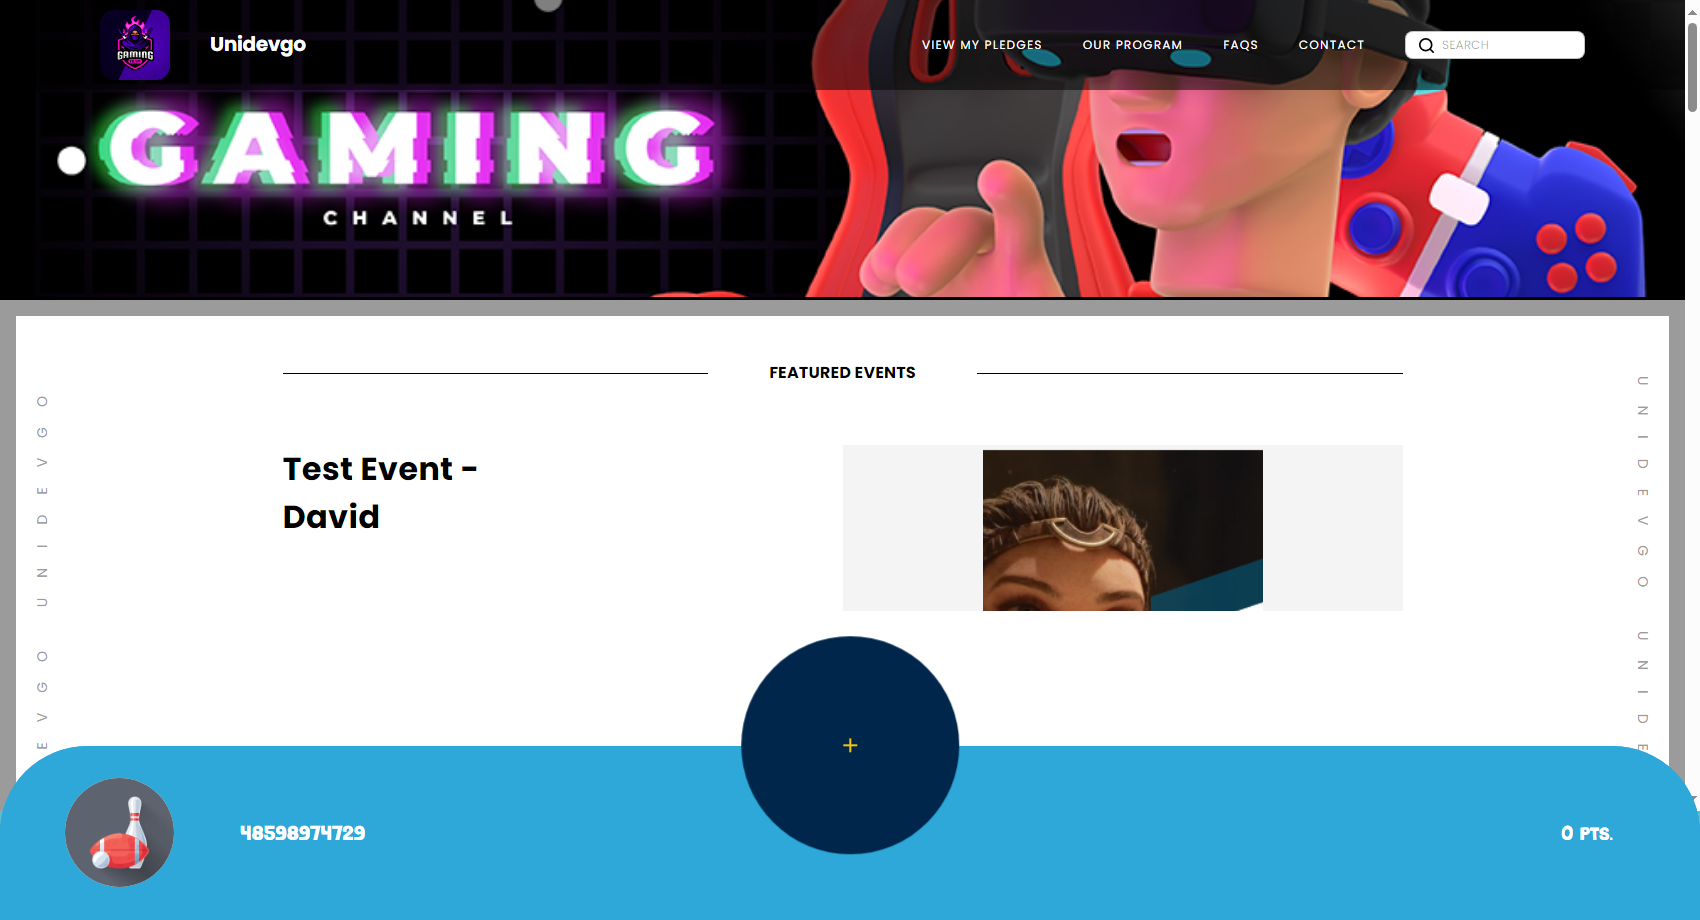 GAMING
Unidevgo
VIEW MY PLEDGES
OUR PROGRAM
FAQS
CONTACT
SEARCH
GAMING
CHANNEL
FEATURED EVENTS
Test Event -
David
UNIDEVGO
EVGO
UNIDEVGO
UNIDE
48598974729
0 PTS.